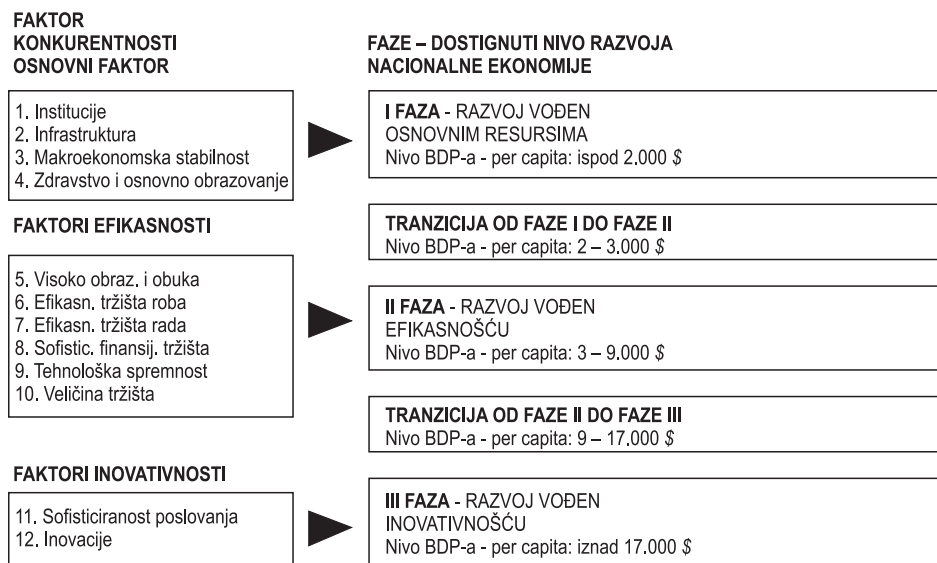 FAKTOR
KONKURENTNOSTI
OSNOVNI FAKTOR
FAZE – DOSTIGNUTI NIVO RAZVOJA
NACIONALNE EKONOMIJE
1. Institucije
2. Infrastruktura
3. Makroekonomska stabilnost
4. Zdravstvo i osnovno obrazovanje
I FAZA - RAZVOJ VOĐEN
OSNOVNIM RESURSIMA
Nivo BDP-a - per capita: ispod 2.000 $
FAKTORI EFIKASNOSTI
TRANZICIJA OD FAZE I DO FAZE II
Nivo BDP-a - per capita: 2 – 3.000 $
5. Visoko obraz. i obuka
6. Efikasn. tržišta roba
7. Efikasn. tržišta rada
8. Sofistic. finansij. tržišta
9. Tehnološka spremnost
10. Veličina tržišta
II FAZA - RAZVOJ VOĐEN
EFIKASNOŠĆU
Nivo BDP-a - per capita: 3 – 9.000 $
TRANZICIJA OD FAZE II DO FAZE III
Nivo BDP-a - per capita: 9 – 17.000 $
FAKTORI INOVATIVNOSTI
11. Sofisticiranost poslovanja
12. Inovacije
III FAZA - RAZVOJ VOĐEN
INOVATIVNOŠĆU
Nivo BDP-a - per capita: iznad 17.000 $